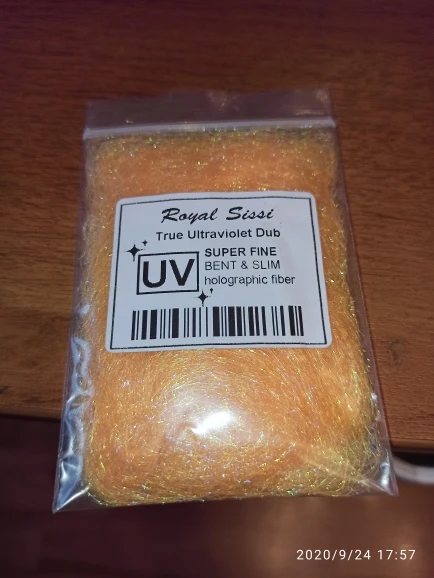 Royal Sissi
True Ultraviolet Dub
UV
SUPER FINE
BENT & SLIM
holographic fiber
2020/9/24 17:57